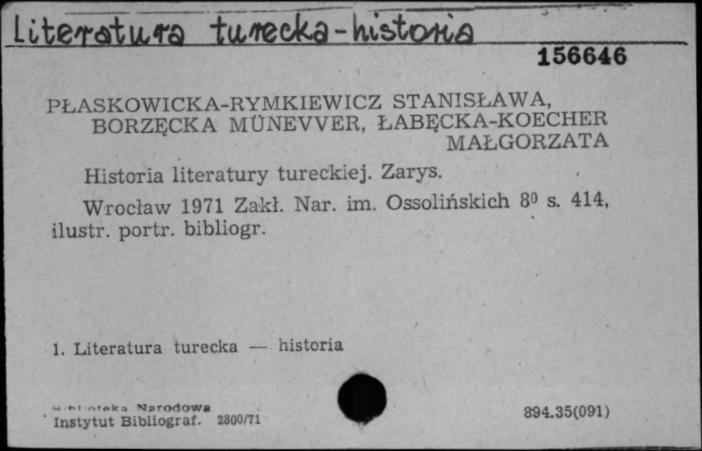 Literatura turecka-historia
156646
PŁASKOWICKA-RYMKIEWICZ STANISŁAWA,
BORZĘCKA MÜNEVVER, ŁABĘCKA-KOECHER
MAŁGORZATA
Historia literatury tureckiej. Zarys.
Wrocław 1971 Zakł. Nar. im. Ossolińskich 8⁰ s. 414,
ilustr. portr. bibliogr.
1. Literatura turecka — historia
Narodowa
Instytut Bibliograf. 2800/71
894.35(091)